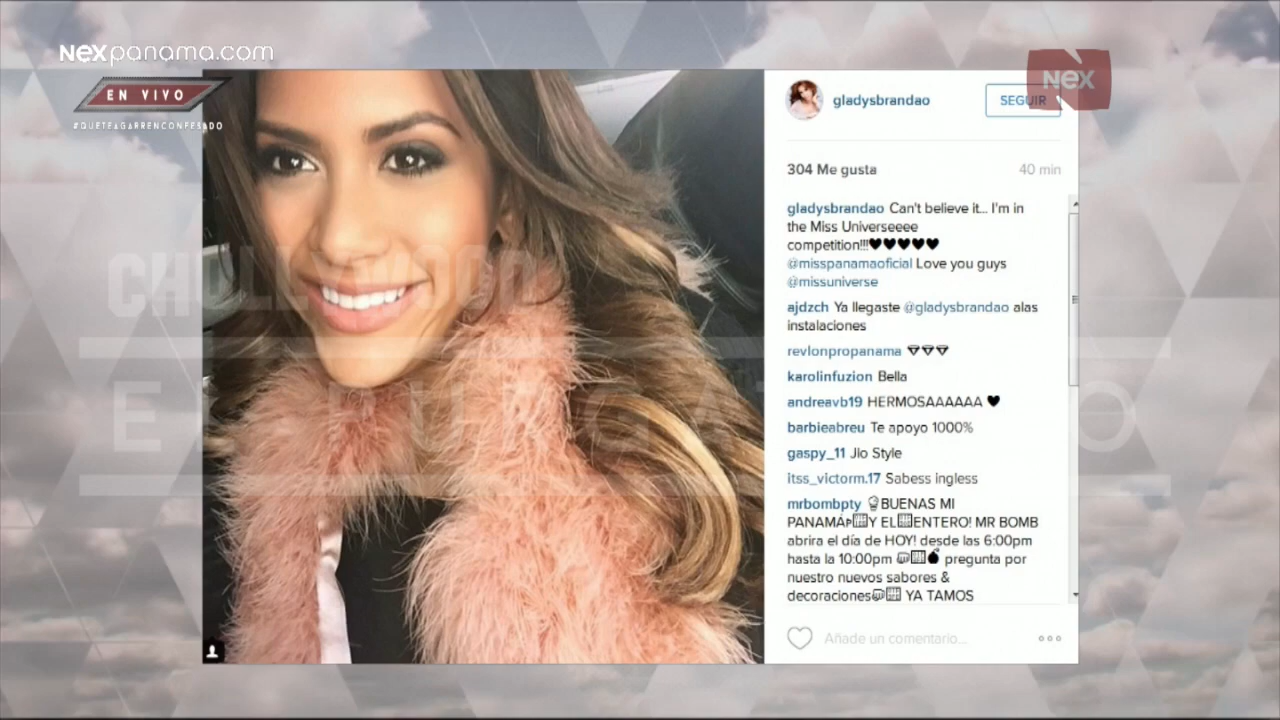 NEXpanama.com
EN VIVO
#QUETEAGARRENCONFESADO
NEX
gladysbrandao
SEGUIR
304 Me gusta
40 min
gladysbrandao Can't believe it... I'm in
the Miss Universeeee
competition!!!♥♥♥♥♥
@misspanamaoficial Love you guys
@missuniverse
ajdzch Ya llegaste @gladysbrandao alas
instalaciones
revlonpropanama
karolinfuzion Bella
andreavb19 HERMOSAAAAAA ♥
barbieabreu Te apoyo 1000%
gaspy_11 Jlo Style
itss_victorm.17 Sabess ingless
mrbombpty BUENAS MI
PANAMÁ Y EL ENTERO! MR BOMB
abrira el día de HOY! desde las 6:00pm
hasta la 10:00pm 💣 pregunta por
nuestro nuevos sabores &
decoraciones YA TAMOS
Añade un comentario...